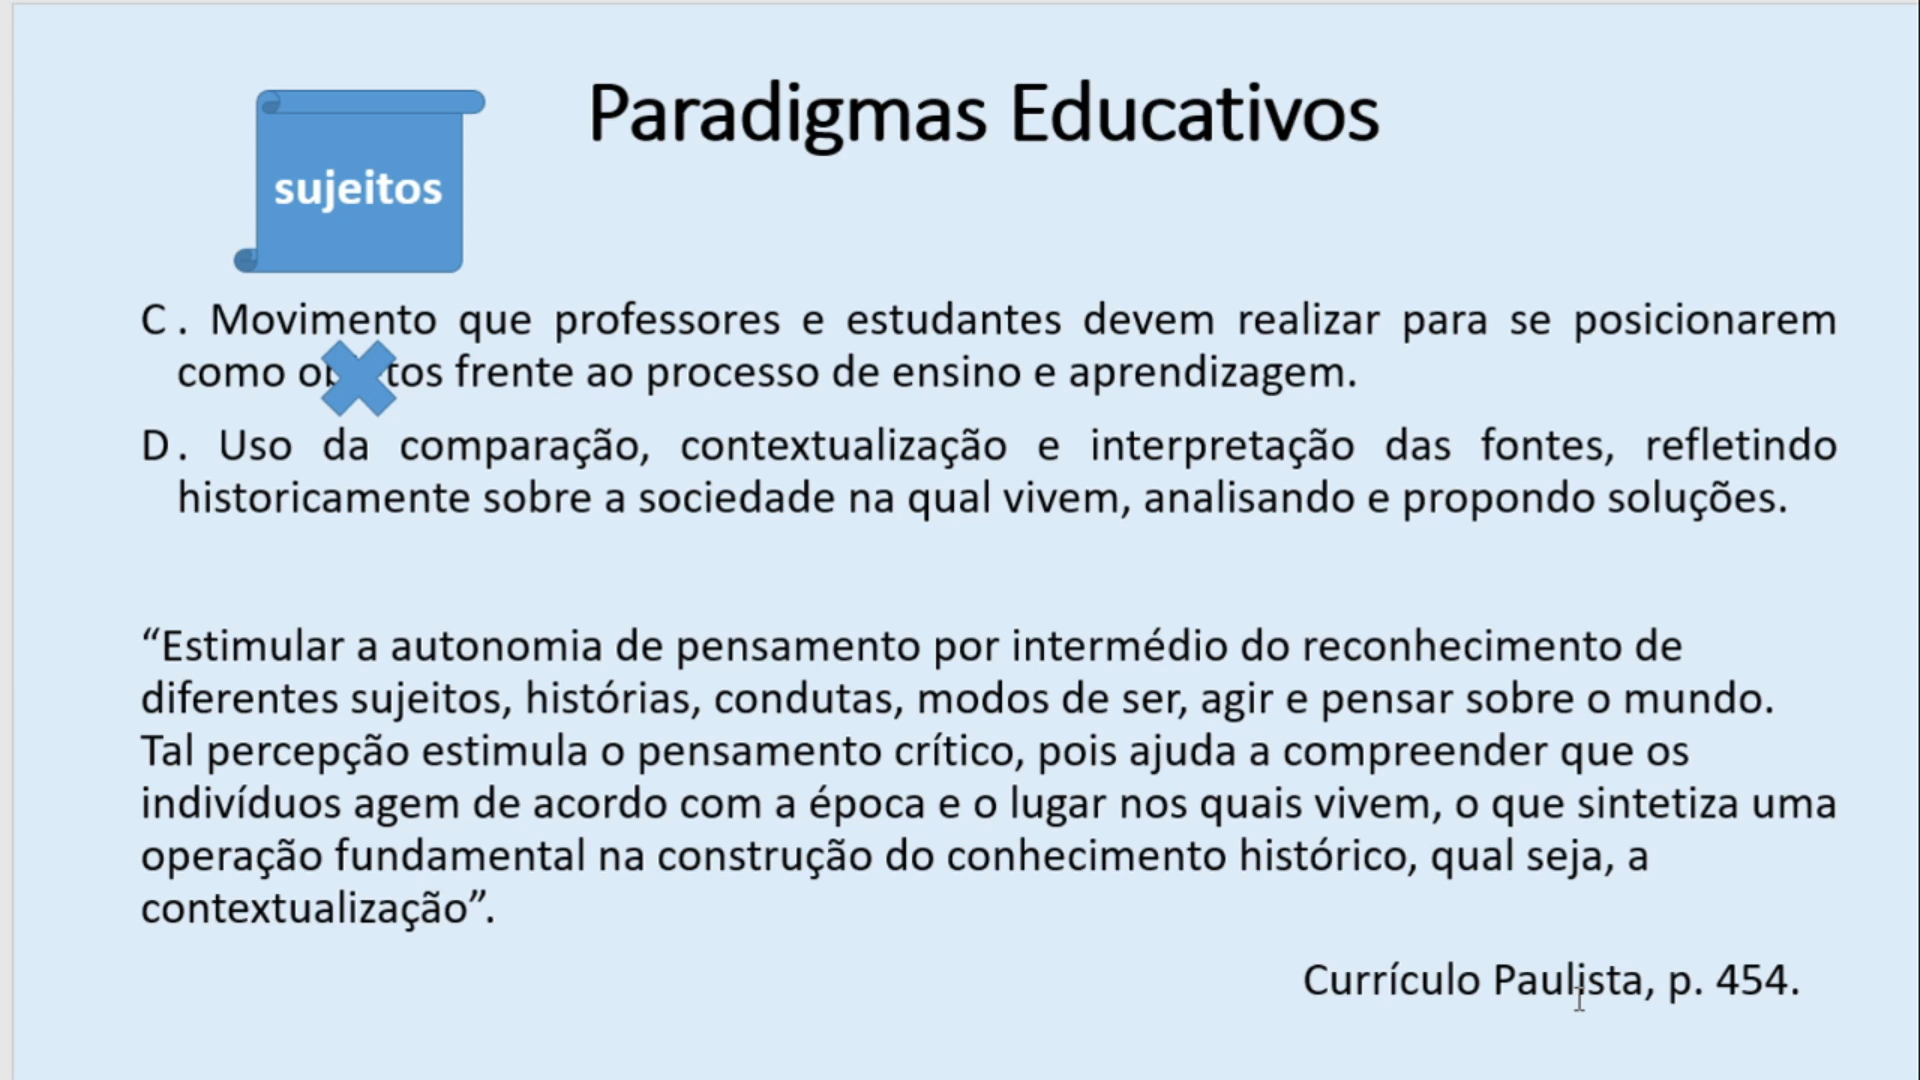 Paradigmas Educativos
sujeitos
C . Movimento que professores e estudantes devem realizar para se posicionarem
como tos frente ao processo de ensino e aprendizagem.
D . Uso da comparação, contextualização e interpretação das fontes, refletindo
historicamente sobre a sociedade na qual vivem, analisando e propondo soluções.
“Estimular a autonomia de pensamento por intermédio do reconhecimento de
diferentes sujeitos, histórias, condutas, modos de ser, agir e pensar sobre o mundo.
Tal percepção estimula o pensamento crítico, pois ajuda a compreender que os
indivíduos agem de acordo com a época e o lugar nos quais vivem, o que sintetiza uma
operação fundamental na construção do conhecimento histórico, qual seja, a
contextualização”.
Currículo Paulista, p. 454.